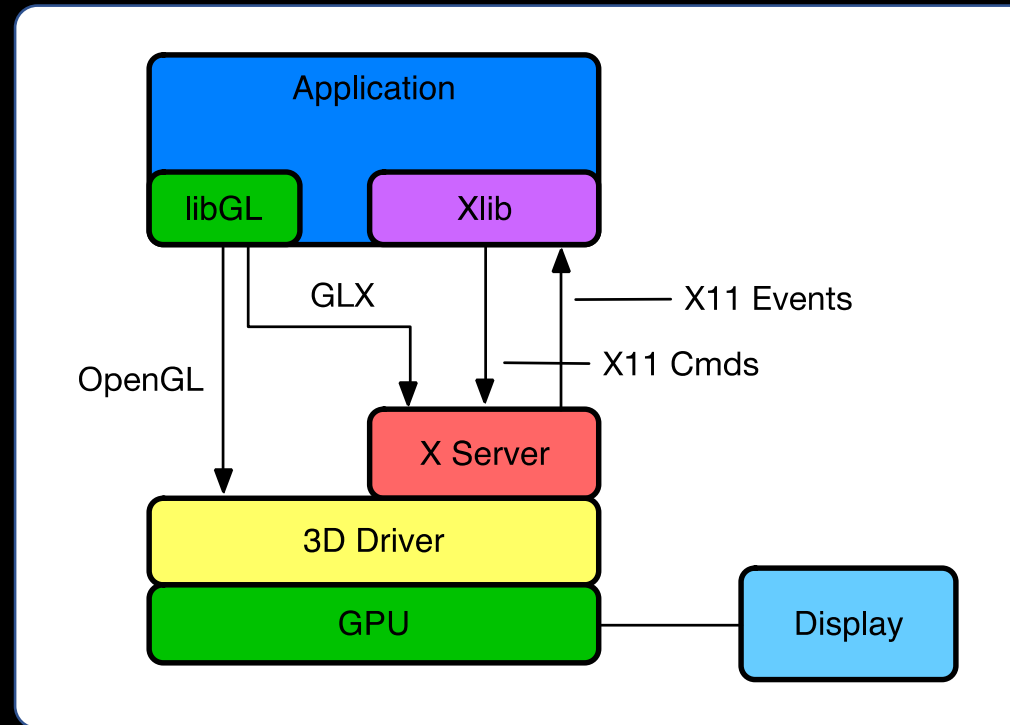 Application
libGL
Xlib
GLX
X11 Events
OpenGL
X11 Cmds
X Server
3D Driver
GPU
Display